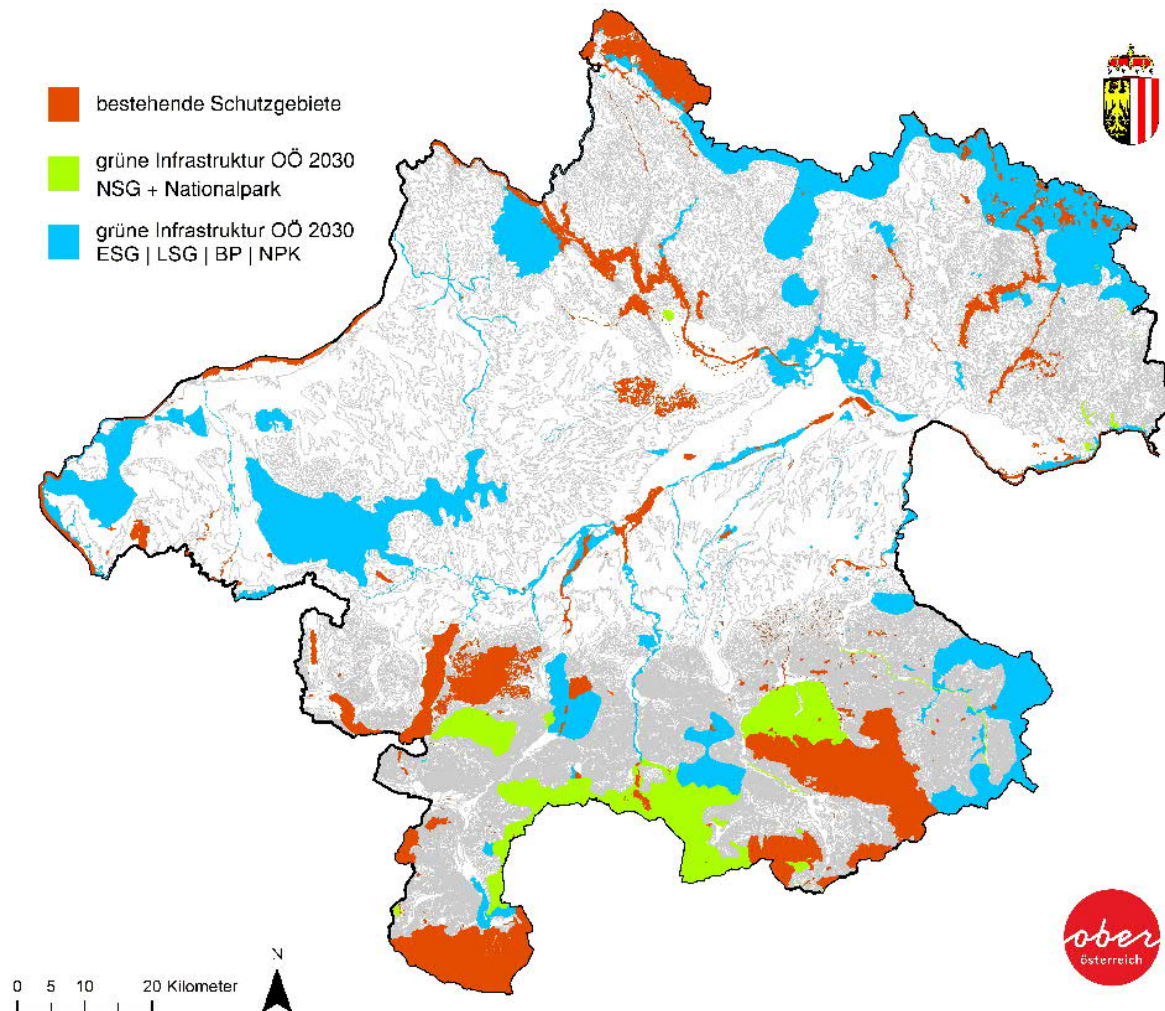 bestehende Schutzgebiete
grüne Infrastruktur OÖ 2030
NSG + Nationalpark
grüne Infrastruktur OÖ 2030
ESG | LSG | BP | NPK
ober
österreich
N
0 5 10 20 Kilometer